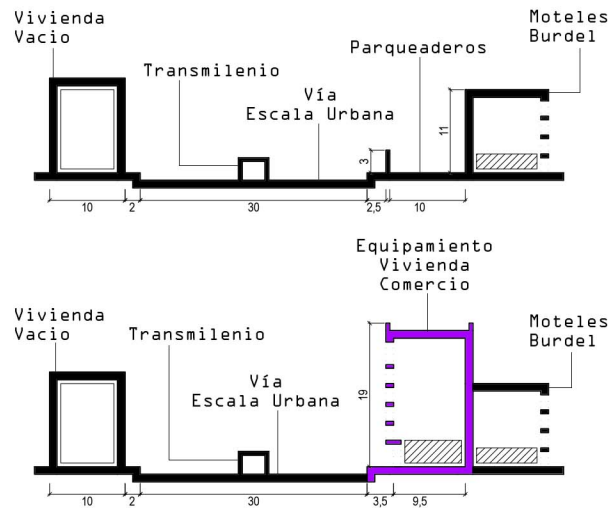 Vivienda
Vacio
Transmilenio
Vía
Escala Urbana
Parqueaderos
Moteles
Burdel
3
11
10
2
30
2,5
10
Equipamiento
Vivienda
Comercio
Vivienda
Vacio
Transmilenio
Vía
Escala Urbana
Moteles
Burdel
19
10
2
30
3,5
9,5